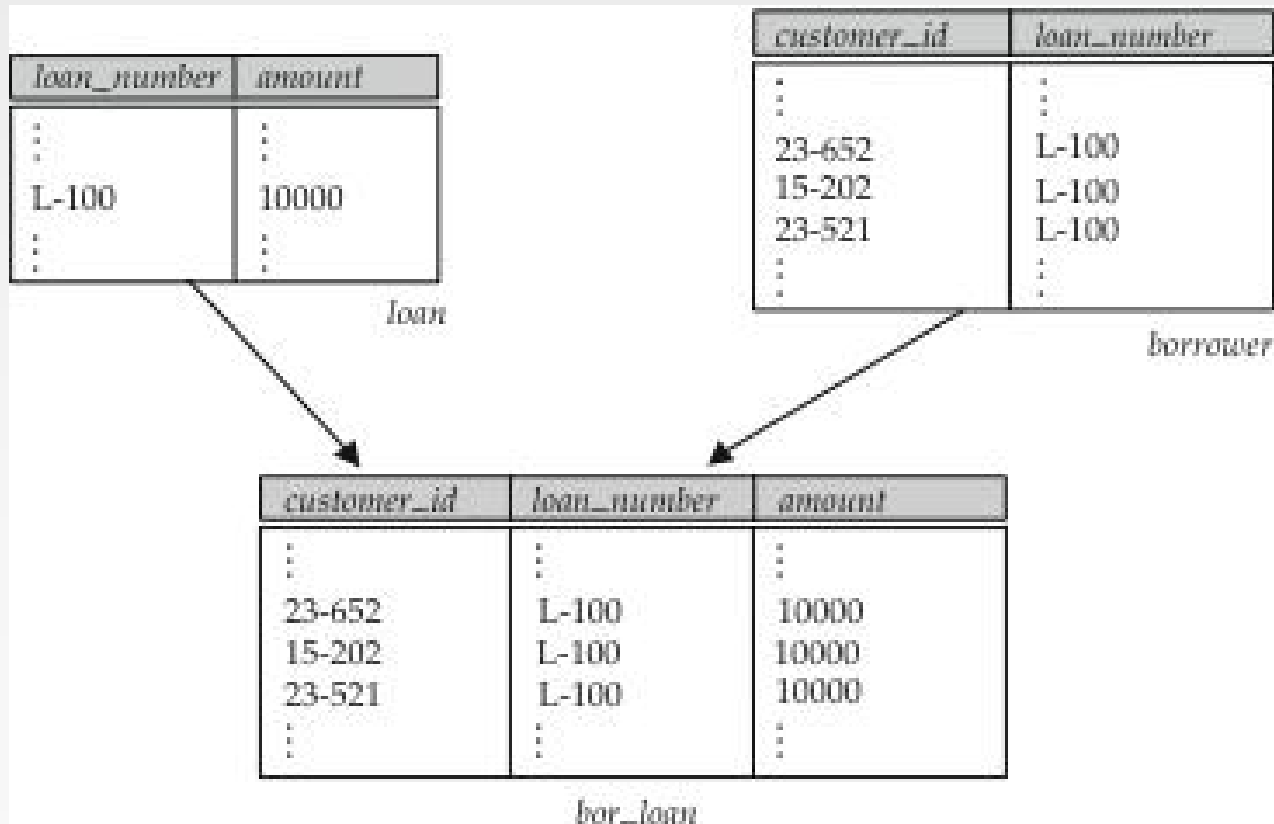 loan_number amount
L-100 10000
loan
customer_id loan_number
23-652 L-100
15-202 L-100
23-521 L-100
borrower
customer_id loan_number amount
23-652 L-100 10000
15-202 L-100 10000
23-521 L-100 10000
bor_loan